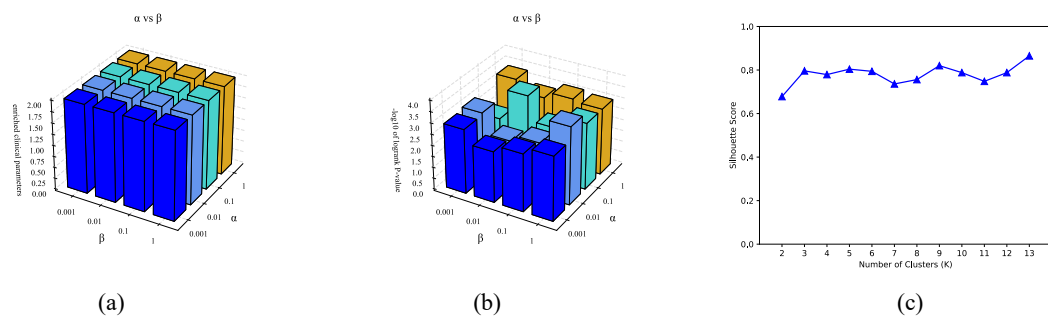 α vs β
enriched clinical parameters
2.00
1.75
1.50
1.25
1.00
0.75
0.50
0.25
0.00
0.001
0.01
0.1
1
β
0.001
0.01
0.1
1
α
(a)
α vs β
-log10 of logrank P-value
4.0
3.5
3.0
2.5
2.0
1.5
1.0
0.5
0.0
0.001
0.01
0.1
1
β
0.001
0.01
0.1
1
α
(b)
Silhouette Score
1.0
0.8
0.6
0.4
0.2
0.0
2 3 4 5 6 7 8 9 10 11 12 13
Number of Clusters (K)
(c)